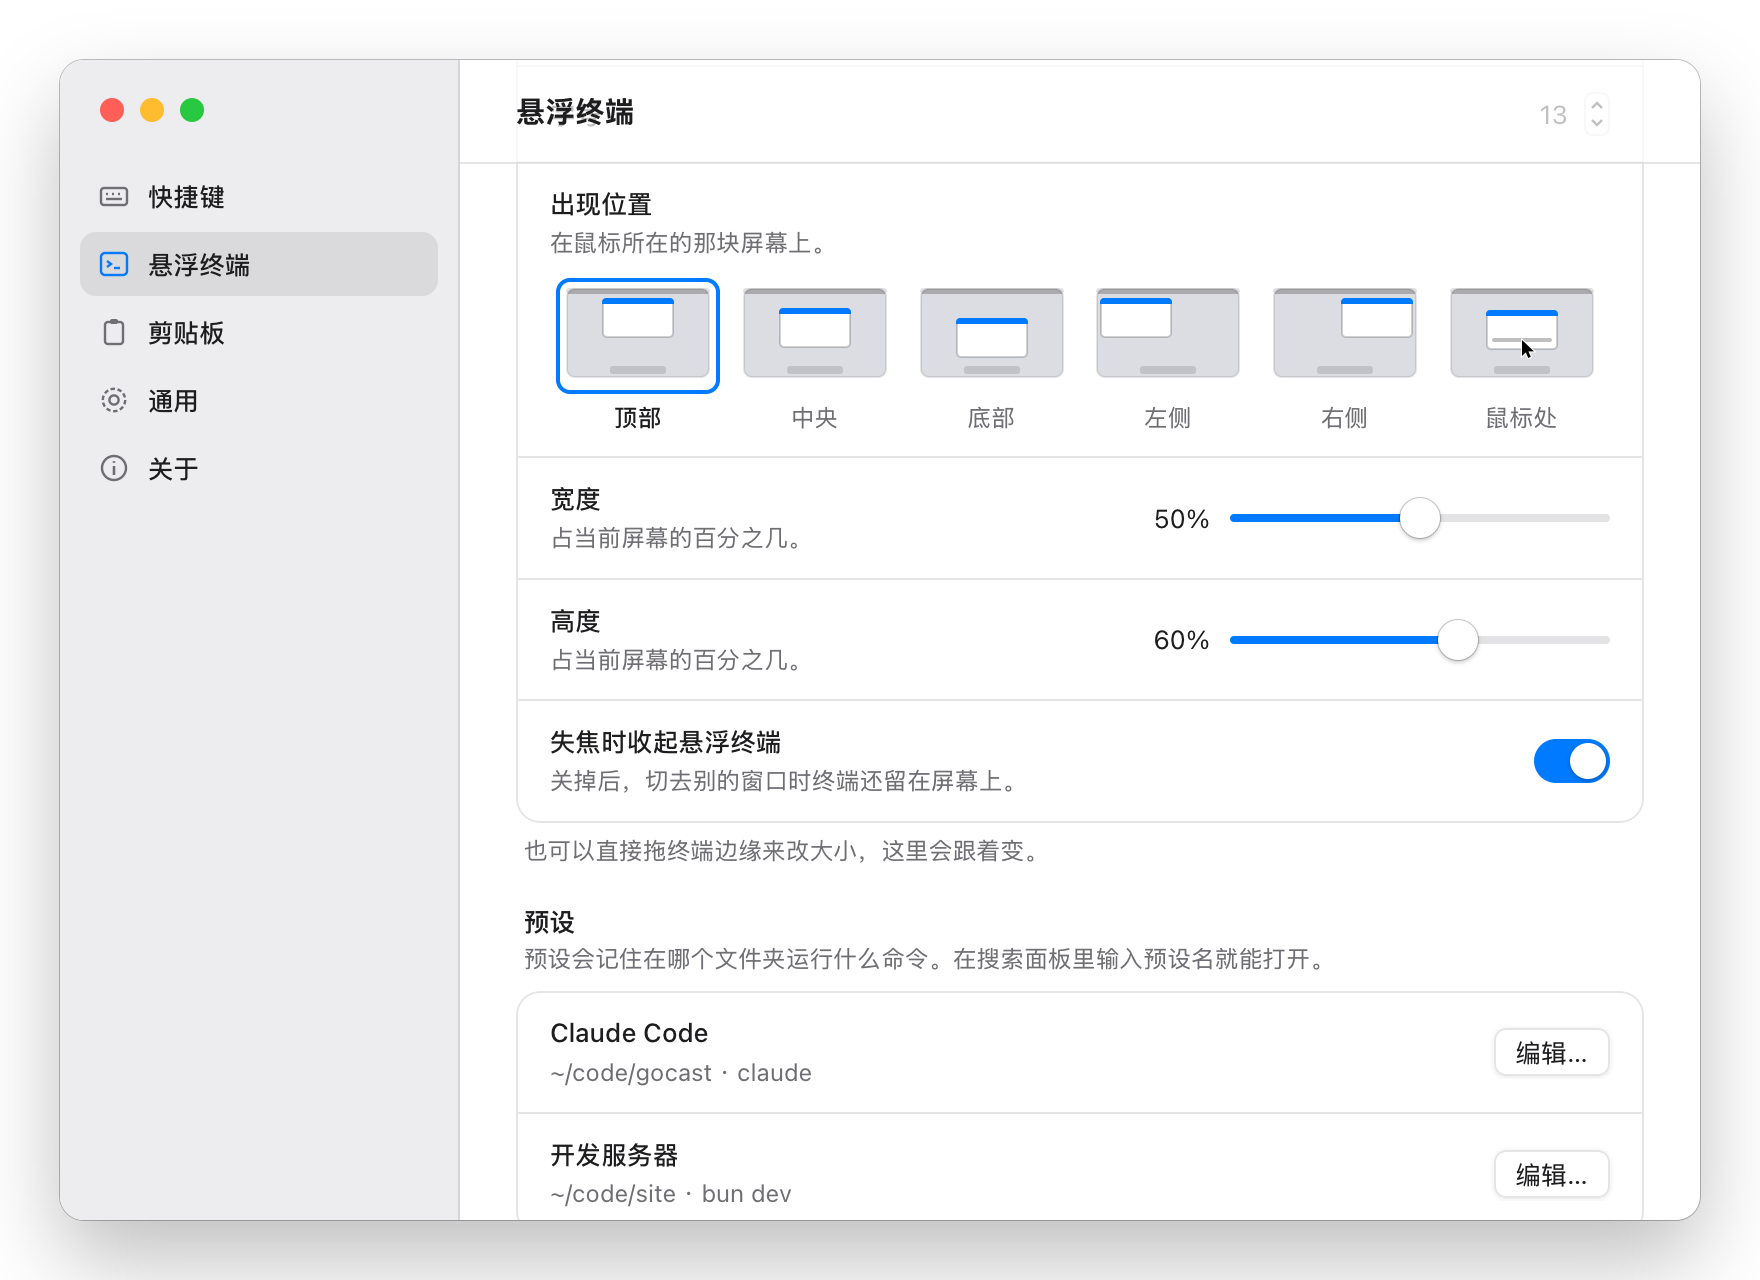 快捷键
悬浮终端
剪贴板
通用
关于
悬浮终端
13
出现位置
在鼠标所在的那块屏幕上。
顶部
中央
底部
左侧
右侧
鼠标处
宽度
占当前屏幕的百分之几。
50%
高度
占当前屏幕的百分之几。
60%
失焦时收起悬浮终端
关掉后，切去别的窗口时终端还留在屏幕上。
也可以直接拖终端边缘来改大小，这里会跟着变。
预设
预设会记住在哪个文件夹运行什么命令。在搜索面板里输入预设名就能打开。
Claude Code
~/code/gocast · claude
编辑...
开发服务器
~/code/site · bun dev
编辑...